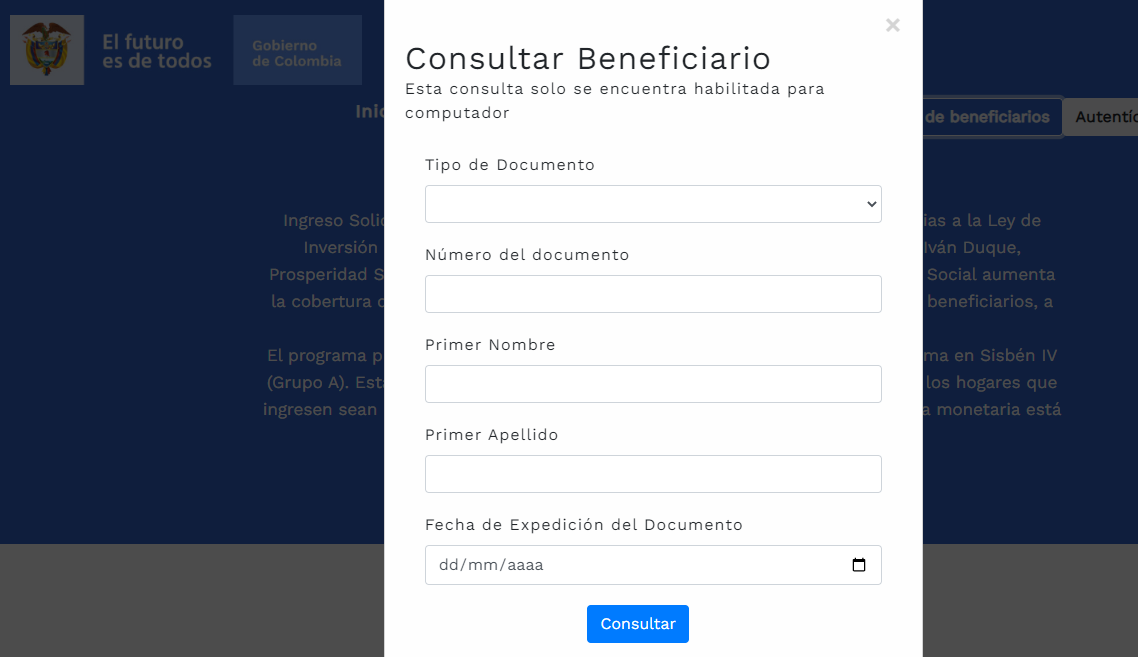 El futuro
es de todos
Gobierno
de Colombia
×
Consultar Beneficiario
Esta consulta solo se encuentra habilitada para
computador
de beneficiarios
Tipo de Documento
Número del documento
Primer Nombre
Primer Apellido
Fecha de Expedición del Documento
dd/mm/aaaa
Consultar
Ingreso
ias a la Ley de
Inversión
Iván Duque,
Prosperidad S
Social aumenta
la cobertura
beneficiarios, a
El programa p
ma en Sisbén IV
(Grupo A). Est
los hogares que
ingresen sean
a monetaria está